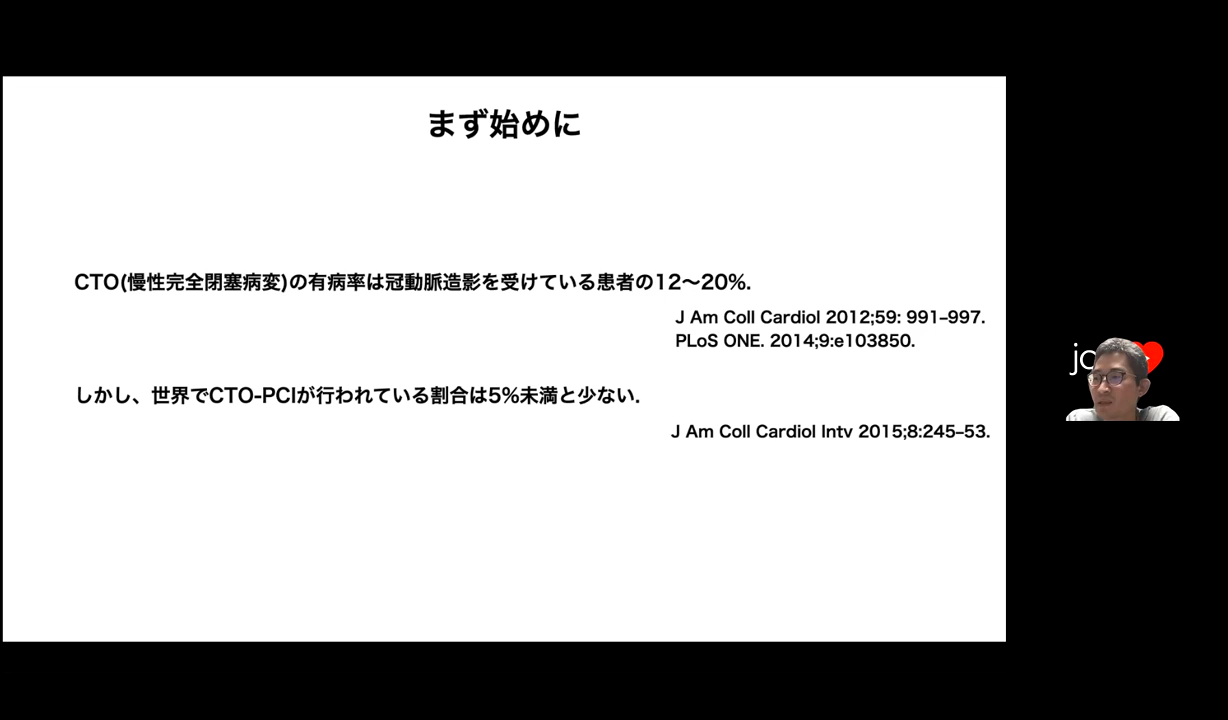 まず始めに
CTO(慢性完全閉塞病変)の有病率は冠動脈造影を受けている患者の12〜20%.
J Am Coll Cardiol 2012;59: 991–997.
PLoS ONE. 2014;9:e103850.
しかし、世界でCTO-PCIが行われている割合は5%未満と少ない.
J Am Coll Cardiol Intv 2015;8:245–53.